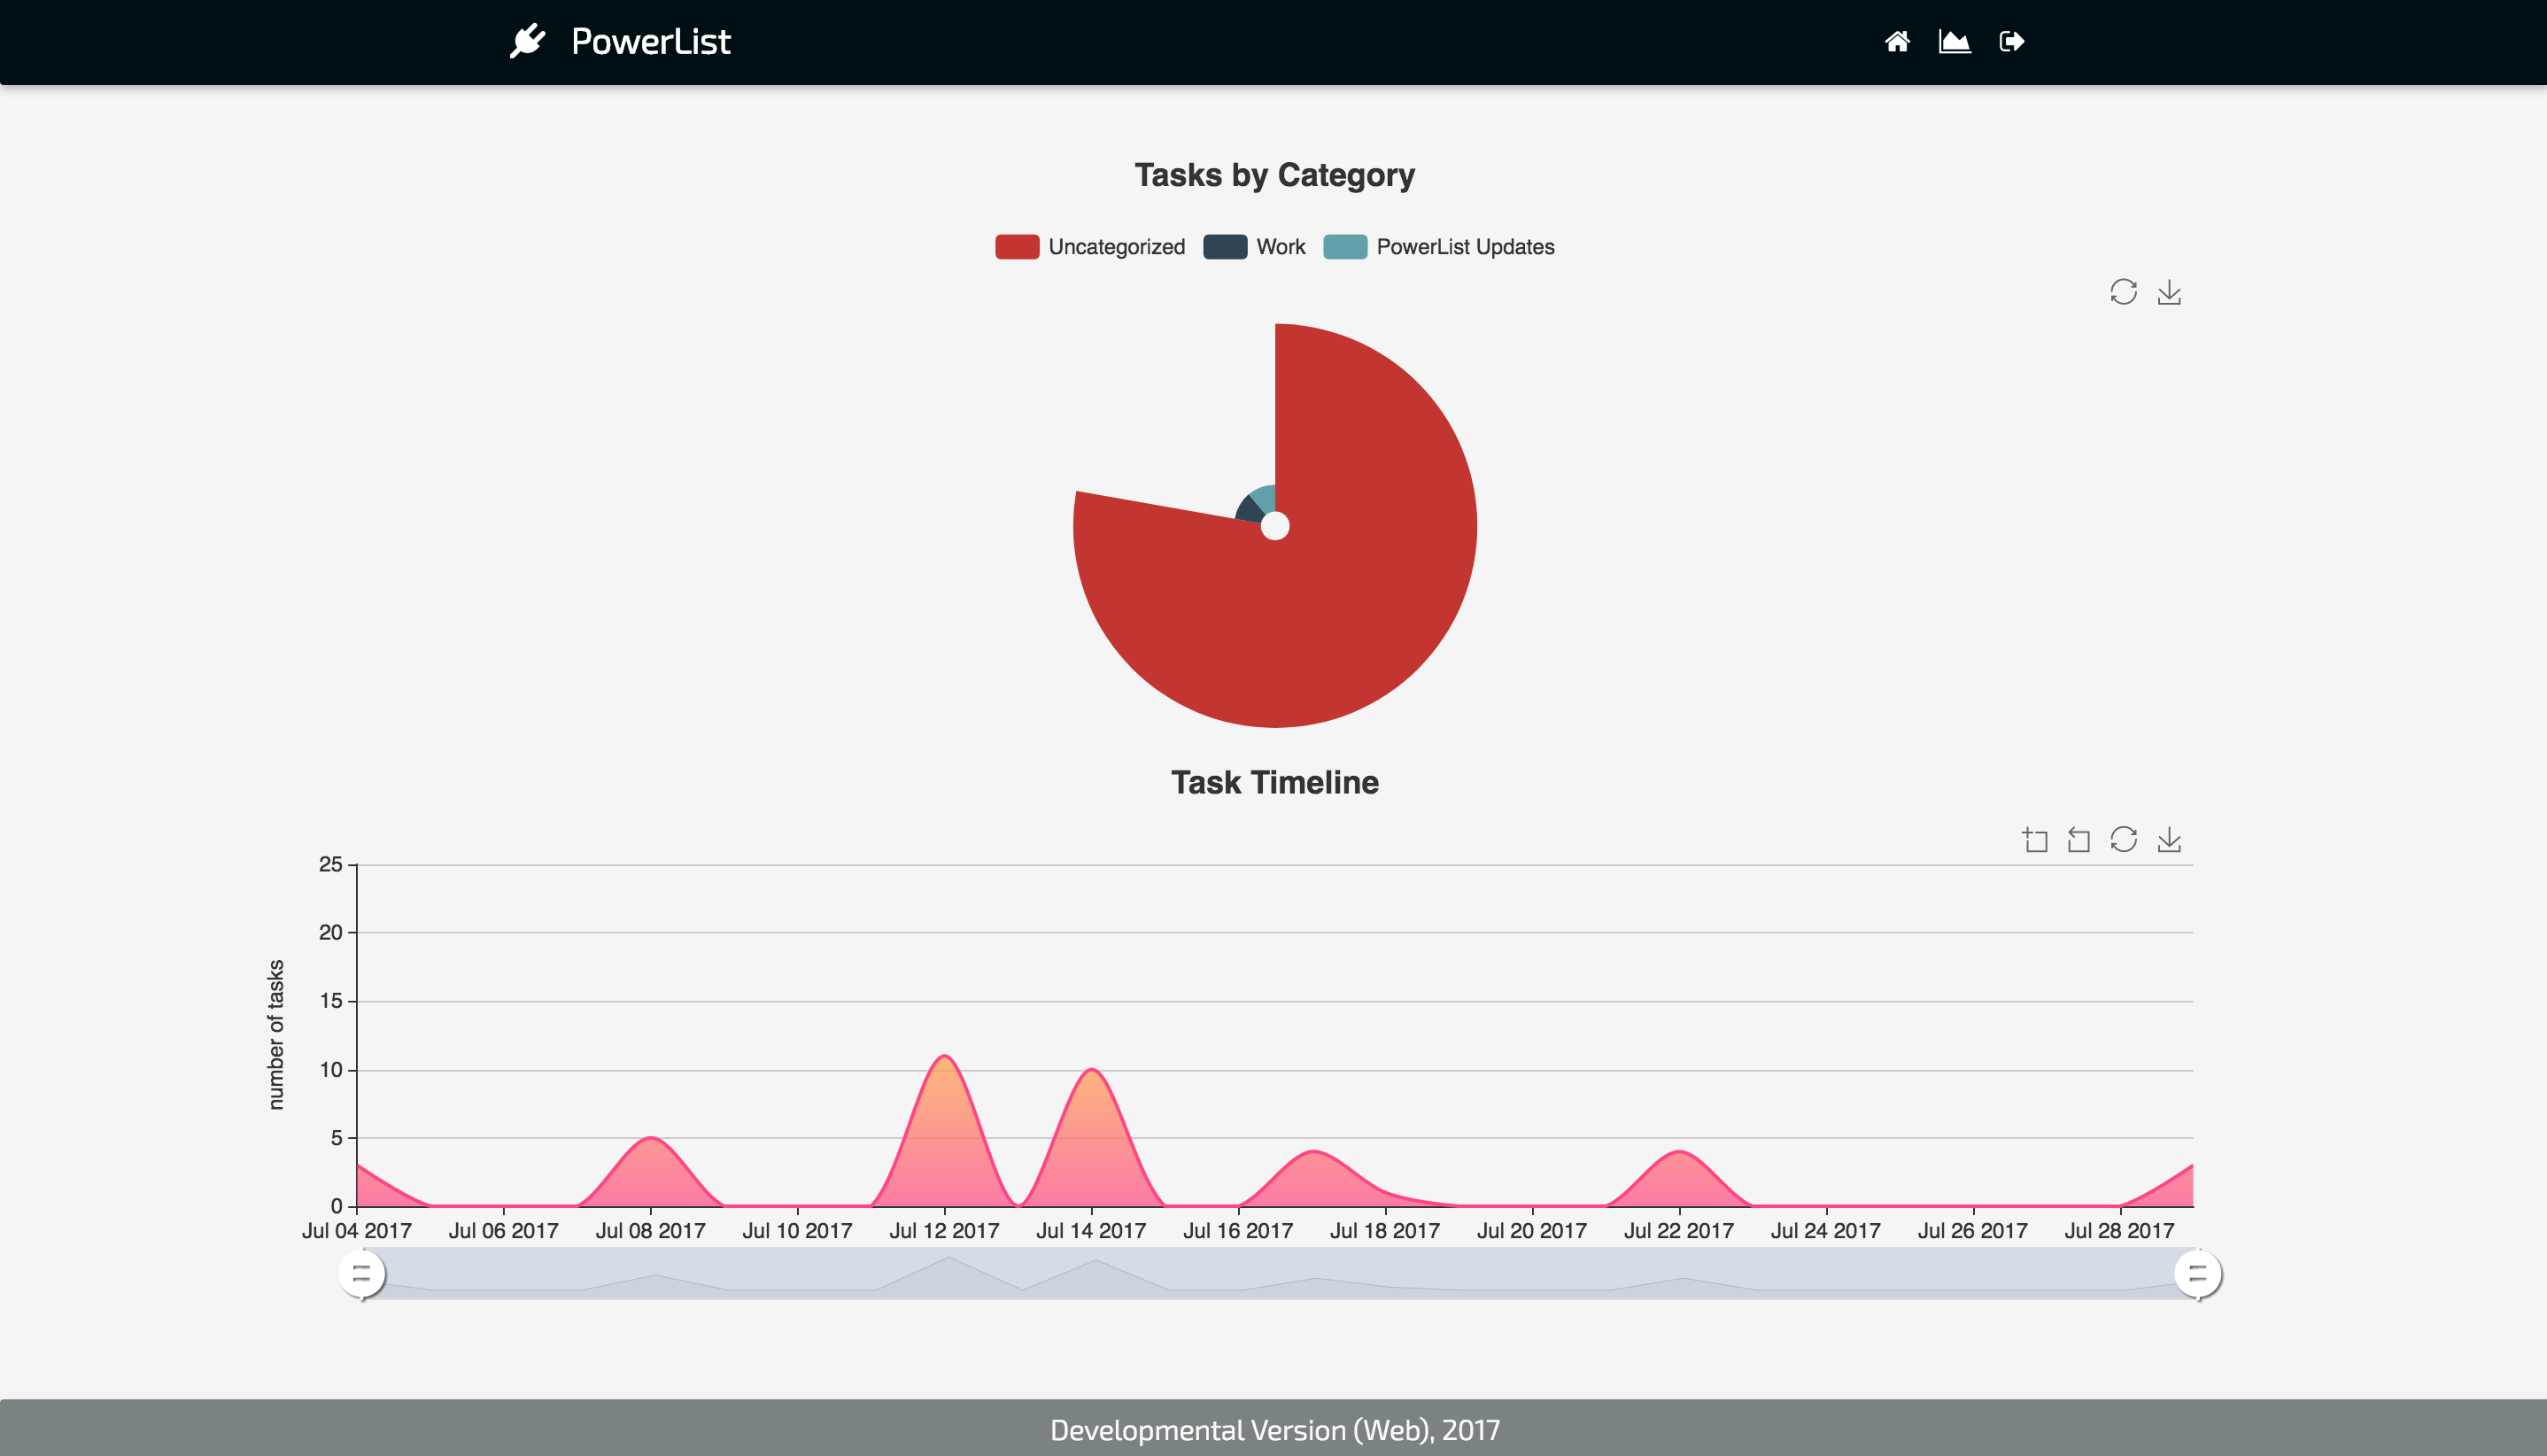 PowerList
Tasks by Category
Uncategorized Work PowerList Updates
Task Timeline
number of tasks
25
20
15
10
5
0
Jul 04 2017 Jul 06 2017 Jul 08 2017 Jul 10 2017 Jul 12 2017 Jul 14 2017 Jul 16 2017 Jul 18 2017 Jul 20 2017 Jul 22 2017 Jul 24 2017 Jul 26 2017 Jul 28 2017
Developmental Version (Web), 2017